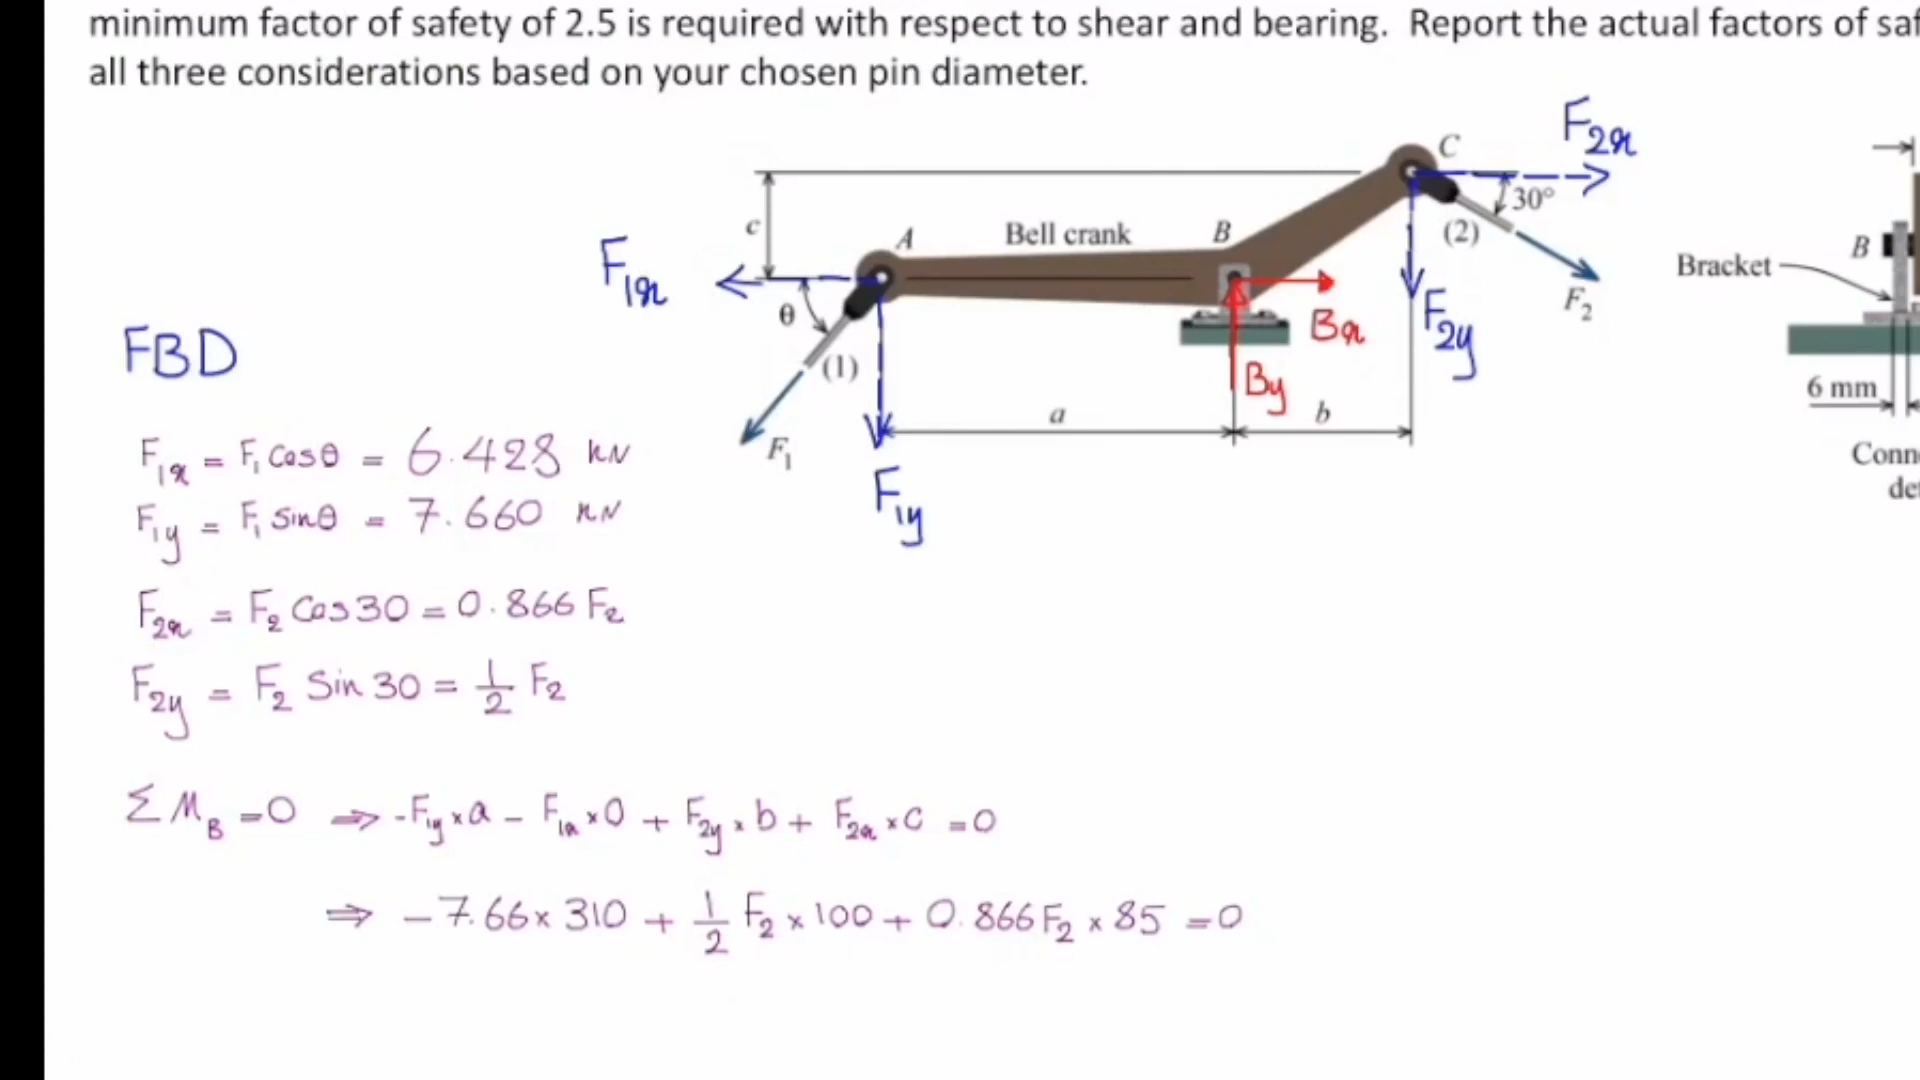 minimum factor of safety of 2.5 is required with respect to shear and bearing. Report the actual factors of saf
all three considerations based on your chosen pin diameter.
F2x
C
30°
c
A
Bell crank
B
(2)
B
Bracket
F1x
θ
F2
Bx
F2y
FBD
(1)
By
6 mm
a
b
F1
Conn
de
F1x = F1 Cosθ = 6.428 kN
F1y
F1y = F1 Sinθ = 7.660 kN
F2x = F2 Cos30 = 0.866 F2
F2y = F2 Sin 30 = 1/2 F2
ΣMB = 0 ⇒ -F1y × a - F1x × 0 + F2y × b + F2x × c = 0
⇒ - 7.66 × 310 + 1/2 F2 × 100 + 0.866 F2 × 85 = 0